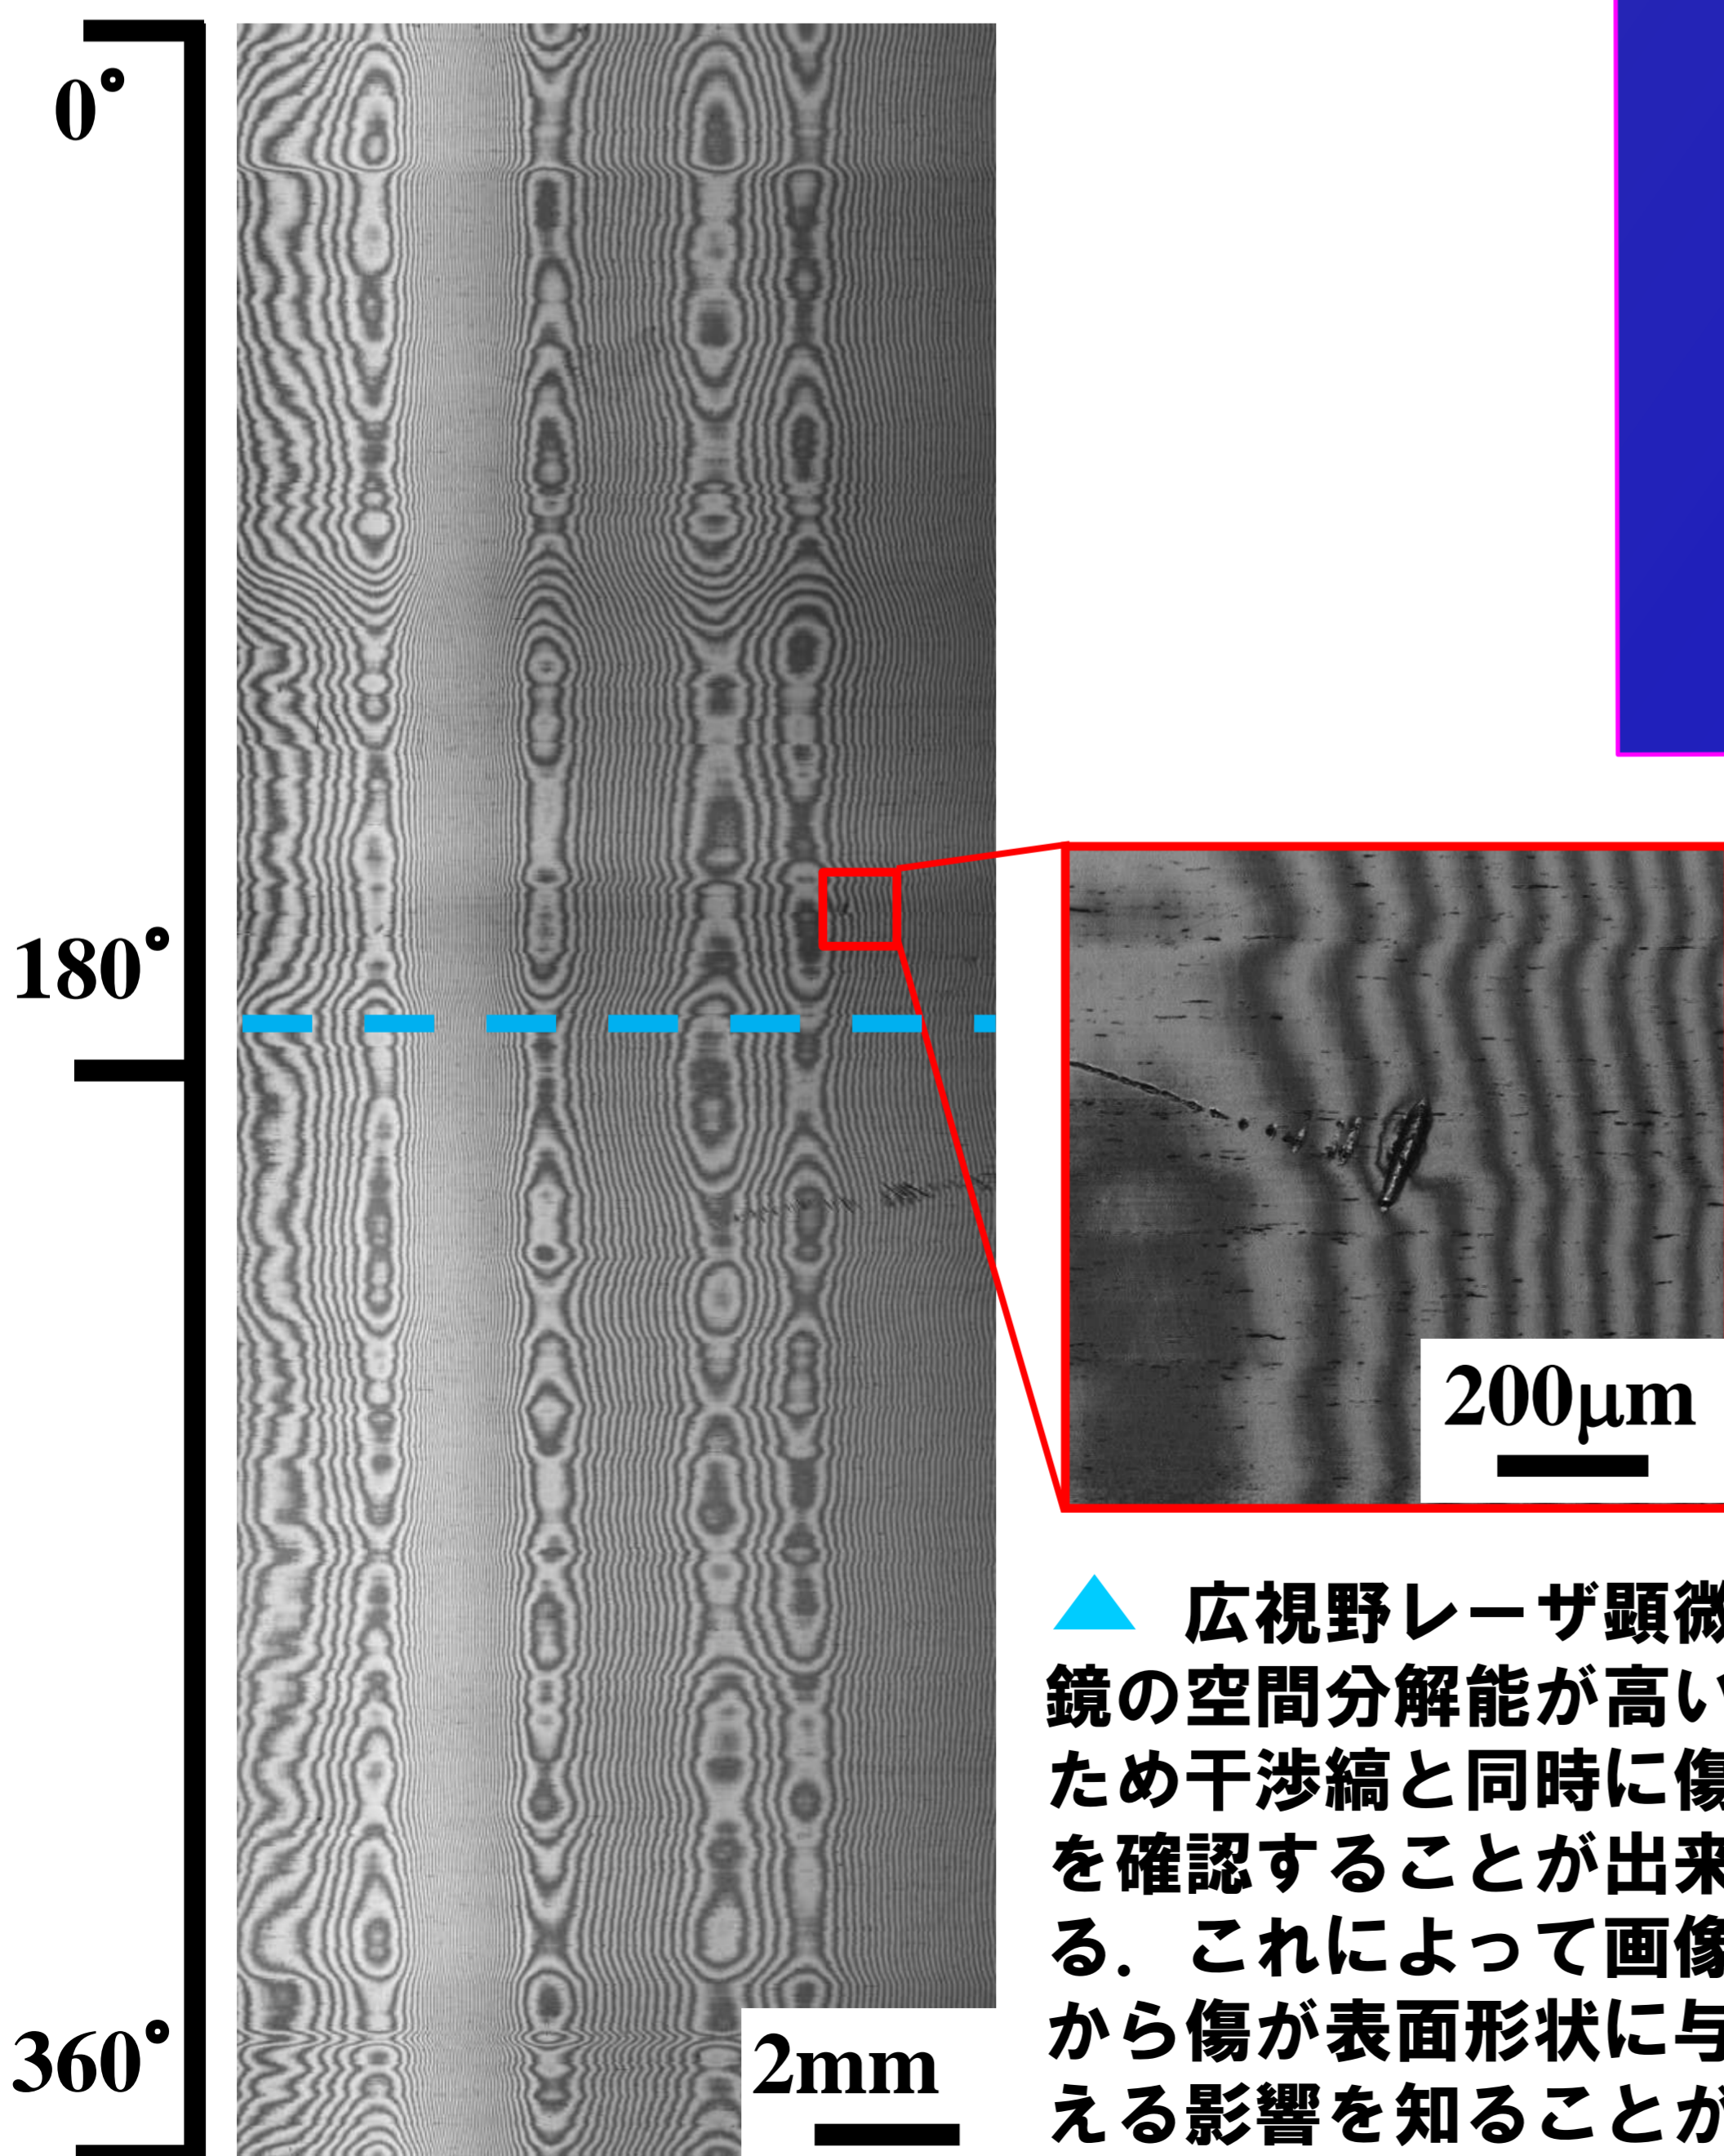 0°
180°
360°
2mm
200μm
広視野レーザ顕微
鏡の空間分解能が高い
ため干渉縞と同時に傷
を確認することが出来
る．これによって画像
から傷が表面形状に与
える影響を知ることが